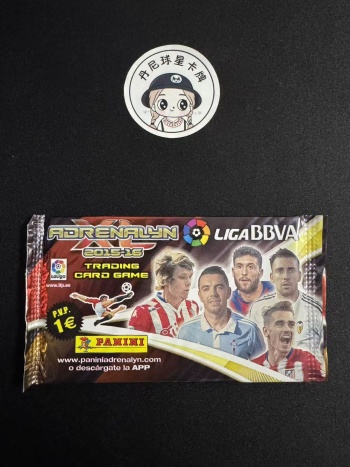 丹尼球星卡牌
ADRENALYN XL
2015-16
TRADING
CARD GAME
LIGA BBVA
LaLiga
www.lfp.es
P.V.P.
1€
PANINI
www.paniniadrenalyn.com
o descárgate la APP